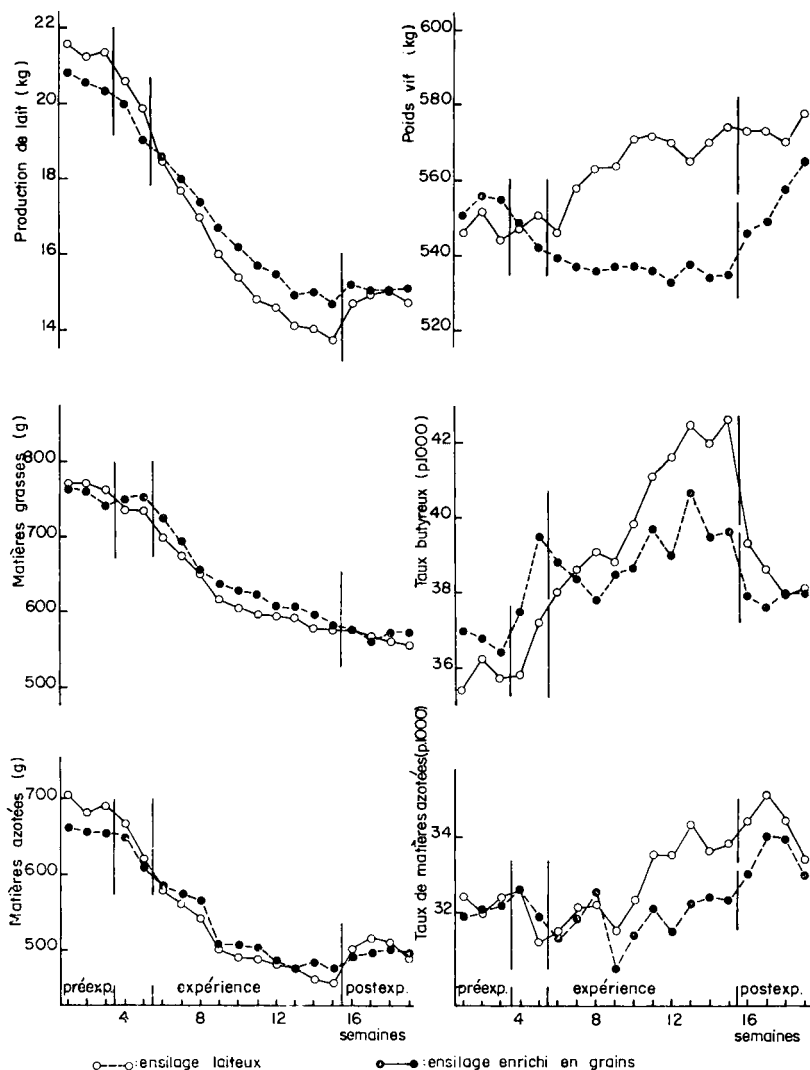 Production de lait (kg)
22
20
18
16
14
Poids vif (kg)
600
580
560
540
520
Matières grasses (g)
800
700
600
500
Taux butyreux (p.1000)
42
40
38
36
Matières azotées (g)
700
600
500
Taux de matières azotées (p.1000)
34
32
préexp. expérience postexp.
4 8 12 16
semaines
préexp. expérience postexp.
4 8 12 16
semaines
:ensilage laiteux
:ensilage enrichi en grains